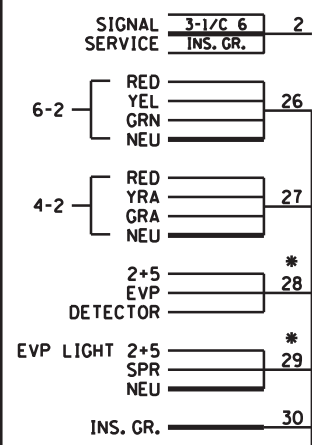 SIGNAL 3-1/C 6 2
SERVICE INS. GR.
RED
YEL 26
6-2
GRN
NEU
RED
YRA 27
4-2
GRA
NEU
*
2+5 28
EVP
DETECTOR
*
EVP LIGHT 2+5
SPR 29
NEU
INS. GR. 30